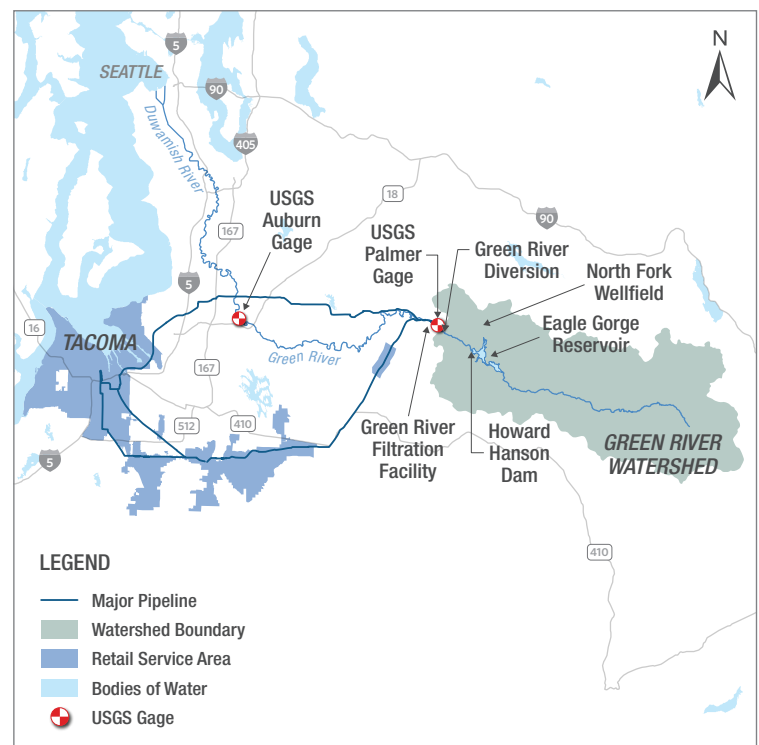 N
5
SEATTLE
90
Duwamish River
405
18
USGS
Auburn
Gage
167
USGS
Palmer
Gage
90
Green River
Diversion
North Fork
Wellfield
5
16
TACOMA
Eagle Gorge
Reservoir
Green River
167
512
410
Green River
Filtration
Facility
Howard
Hanson
Dam
GREEN RIVER
WATERSHED
5
410
LEGEND
Major Pipeline
Watershed Boundary
Retail Service Area
Bodies of Water
USGS Gage